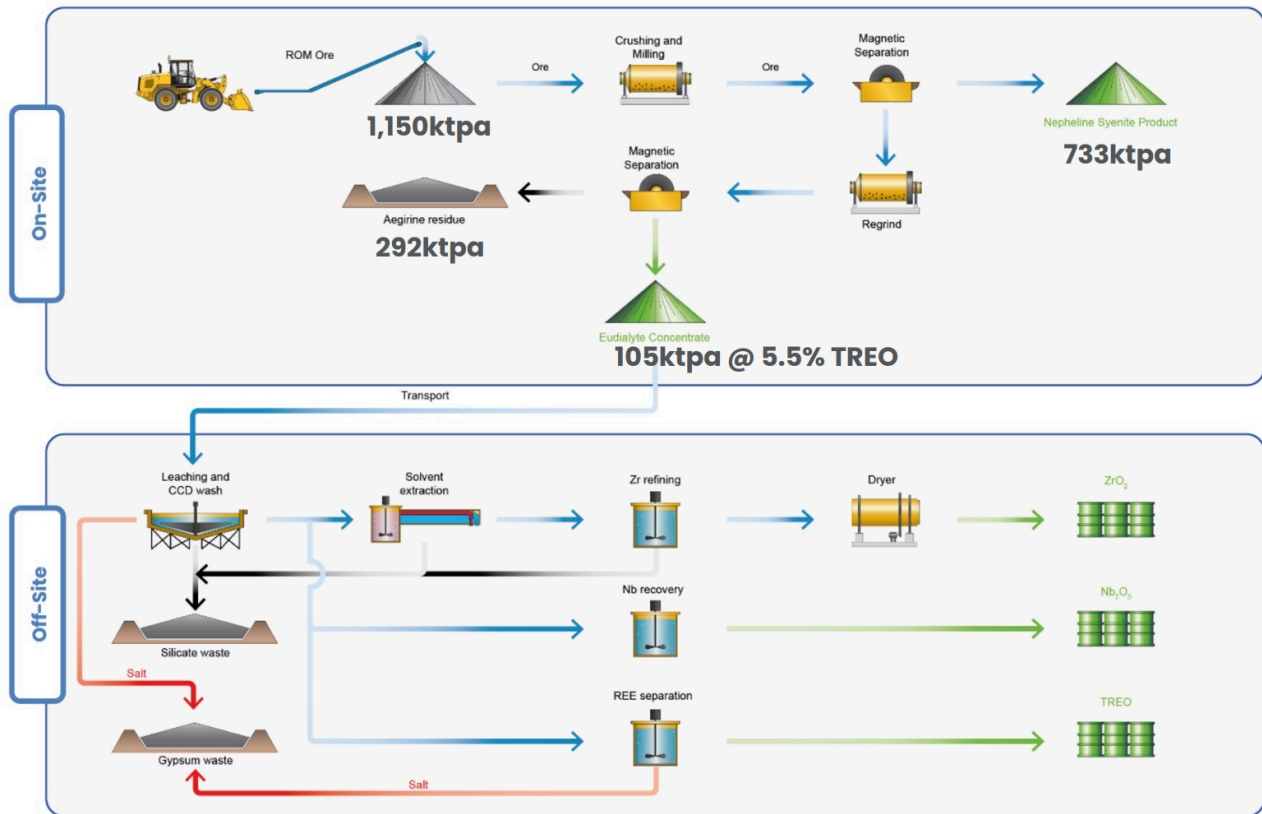 On-Site
ROM Ore
1,150ktpa
Ore
Crushing and
Milling
Ore
Magnetic
Separation
Nepheline Syenite Product
733ktpa
Regrind
Magnetic
Separation
Aegirine residue
292ktpa
Eudialyte Concentrate
105ktpa @ 5.5% TREO
Transport
Off-Site
Leaching and
CCD wash
Solvent
extraction
Zr refining
Dryer
ZrO₂
Silicate waste
Nb recovery
Nb₂O₅
Salt
Gypsum waste
REE separation
TREO
Salt